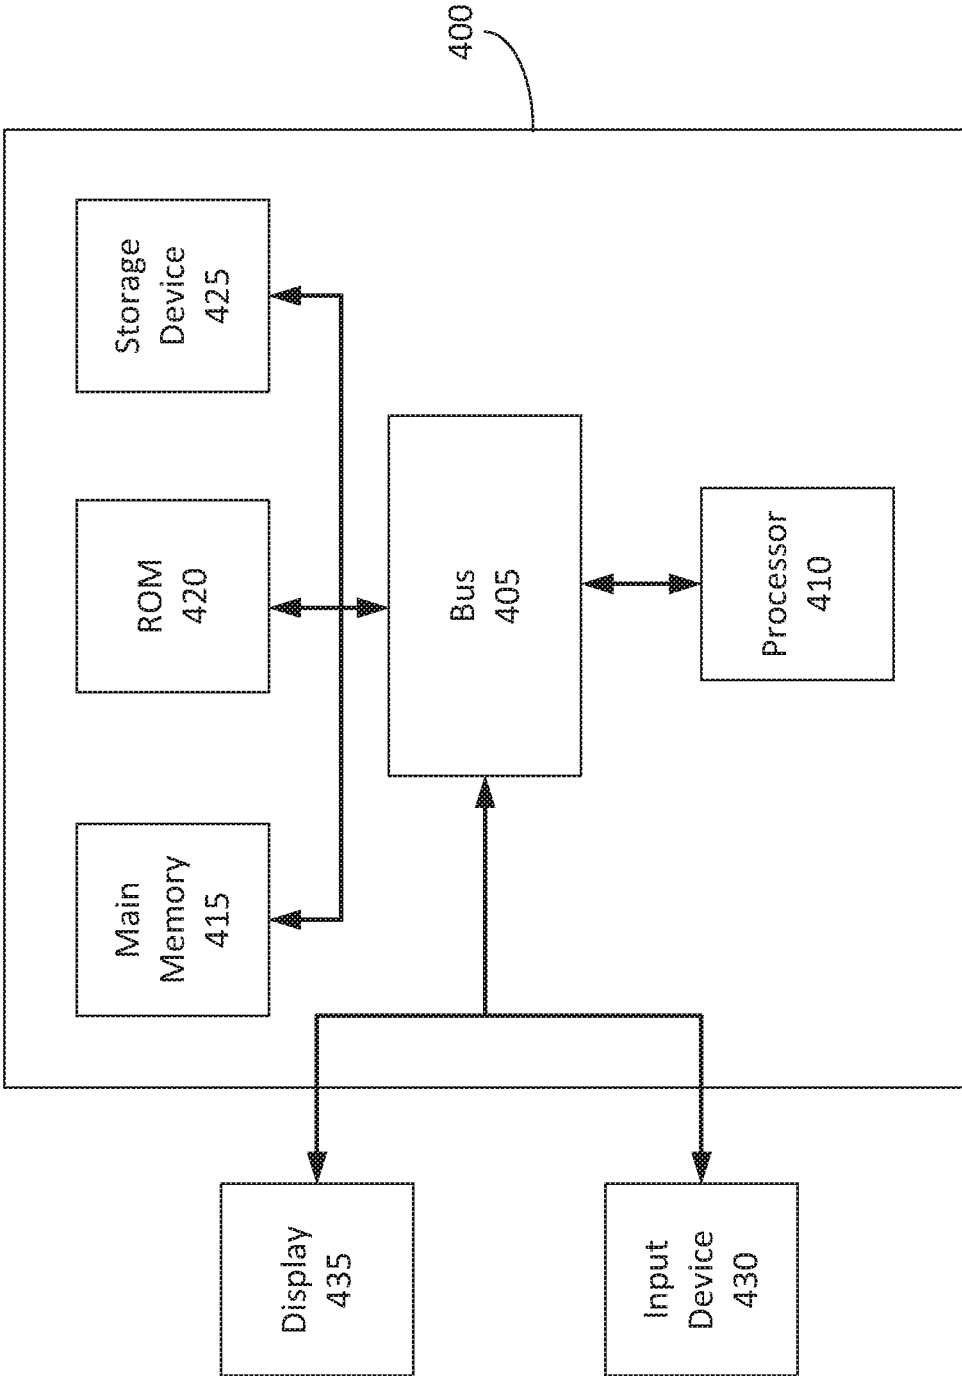 400
Main
Memory
415
ROM
420
Storage
Device
425
Display
435
Bus
405
Input
Device
430
Processor
410